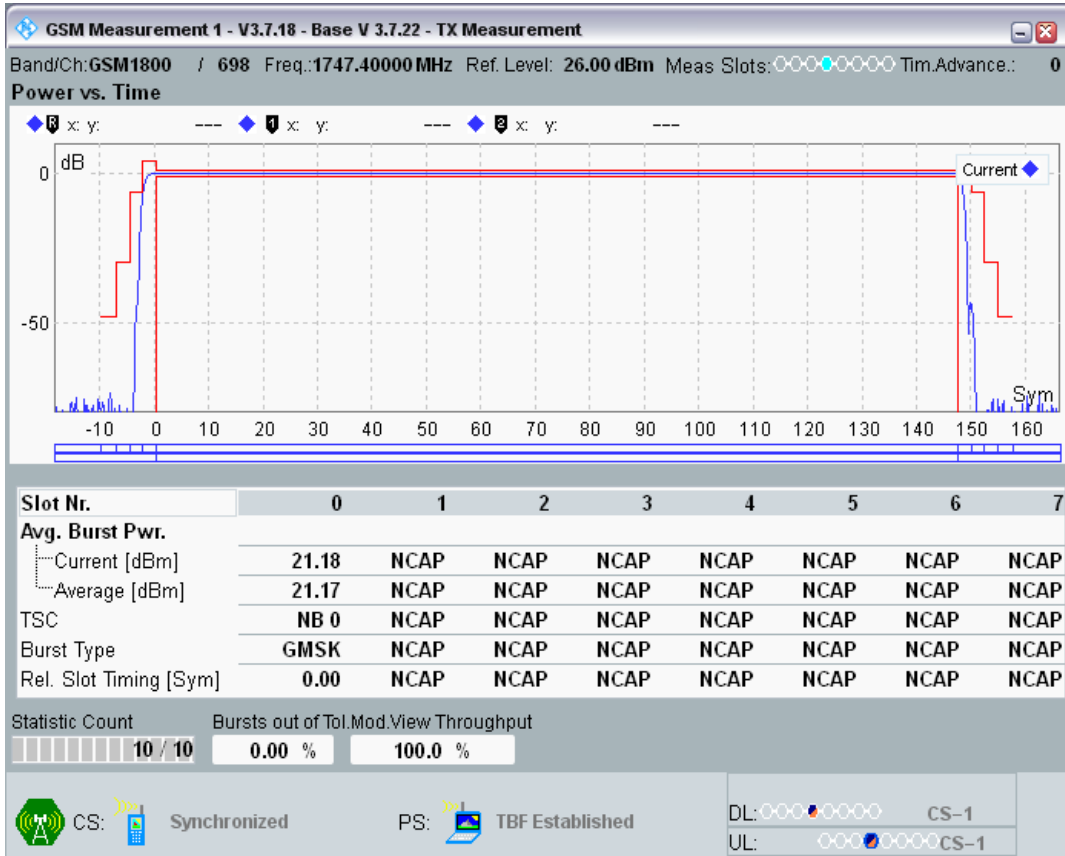 GSM Measurement 1 - V3.7.18 - Base V 3.7.22 - TX Measurement
Band/Ch:GSM1800 / 698 Freq.:1747.40000 MHz Ref. Level: 26.00 dBm Meas Slots: Tim.Advance.: 0
Power vs. Time
R x: y: --- 1 x: y: --- 2 x: y: ---
dB
Current
0
-50
Sym
-10 0 10 20 30 40 50 60 70 80 90 100 110 120 130 140 150 160
Slot Nr. 0 1 2 3 4 5 6 7
Avg. Burst Pwr.
Current [dBm] 21.18 NCAP NCAP NCAP NCAP NCAP NCAP NCAP
Average [dBm] 21.17 NCAP NCAP NCAP NCAP NCAP NCAP NCAP
TSC NB 0 NCAP NCAP NCAP NCAP NCAP NCAP NCAP
Burst Type GMSK NCAP NCAP NCAP NCAP NCAP NCAP NCAP
Rel. Slot Timing [Sym] 0.00 NCAP NCAP NCAP NCAP NCAP NCAP NCAP
Statistic Count Bursts out of Tol.Mod.View Throughput
10 / 10 0.00 % 100.0 %
CS: Synchronized PS: TBF Established
DL: CS-1
UL: CS-1